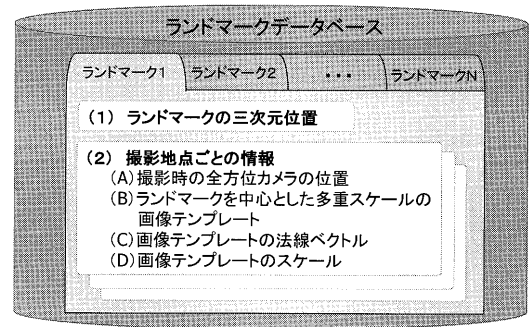 ランドマークデータベース
ランドマーク1 ランドマーク2 ・・・ ランドマークN
(1) ランドマークの三次元位置
(2) 撮影地点ごとの情報
(A)撮影時の全方位カメラの位置
(B)ランドマークを中心とした多重スケールの
画像テンプレート
(C)画像テンプレートの法線ベクトル
(D)画像テンプレートのスケール